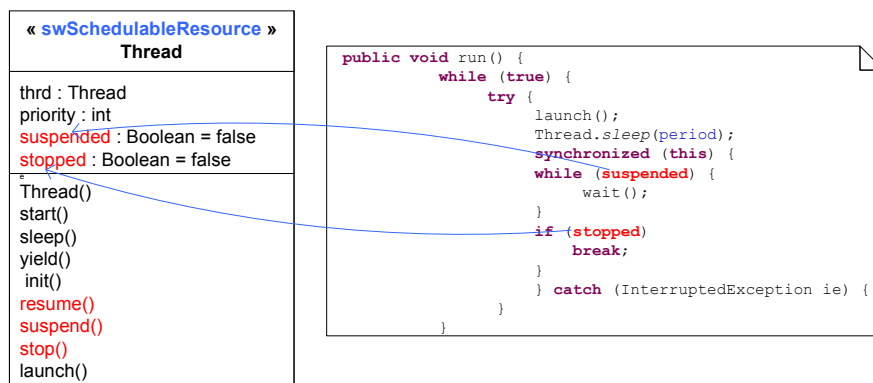 « swSchedulableResource »
Thread
thrd : Thread
priority : int
suspended : Boolean = false
stopped : Boolean = false
e
Thread()
start()
sleep()
yield()
init()
resume()
suspend()
stop()
launch()
public void run() {
while (true) {
try {
launch();
Thread.sleep(period);
synchronized (this) {
while (suspended) {
wait();
}
if (stopped)
break;
}
} catch (InterruptedException ie) {
}
}